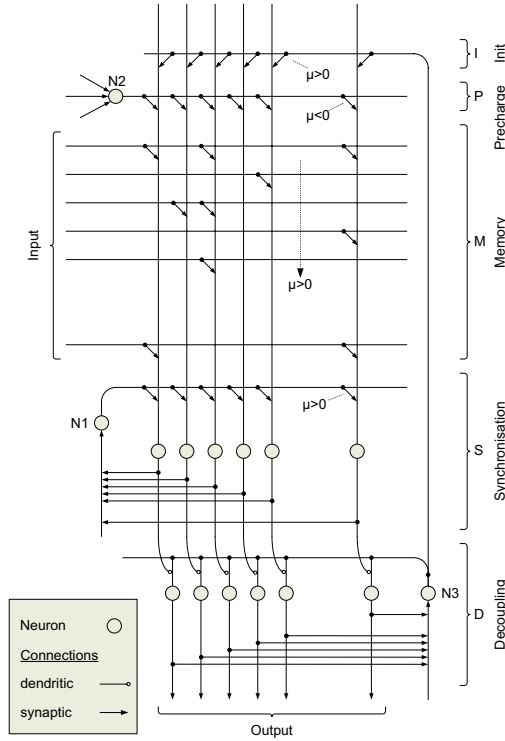 I
Init
μ>0
N2
P
Precharge
μ<0
Input
M
Memory
μ>0
μ>0
N1
S
Synchronisation
N3
D
Decoupling
Neuron
Connections
dendritic
synaptic
Output